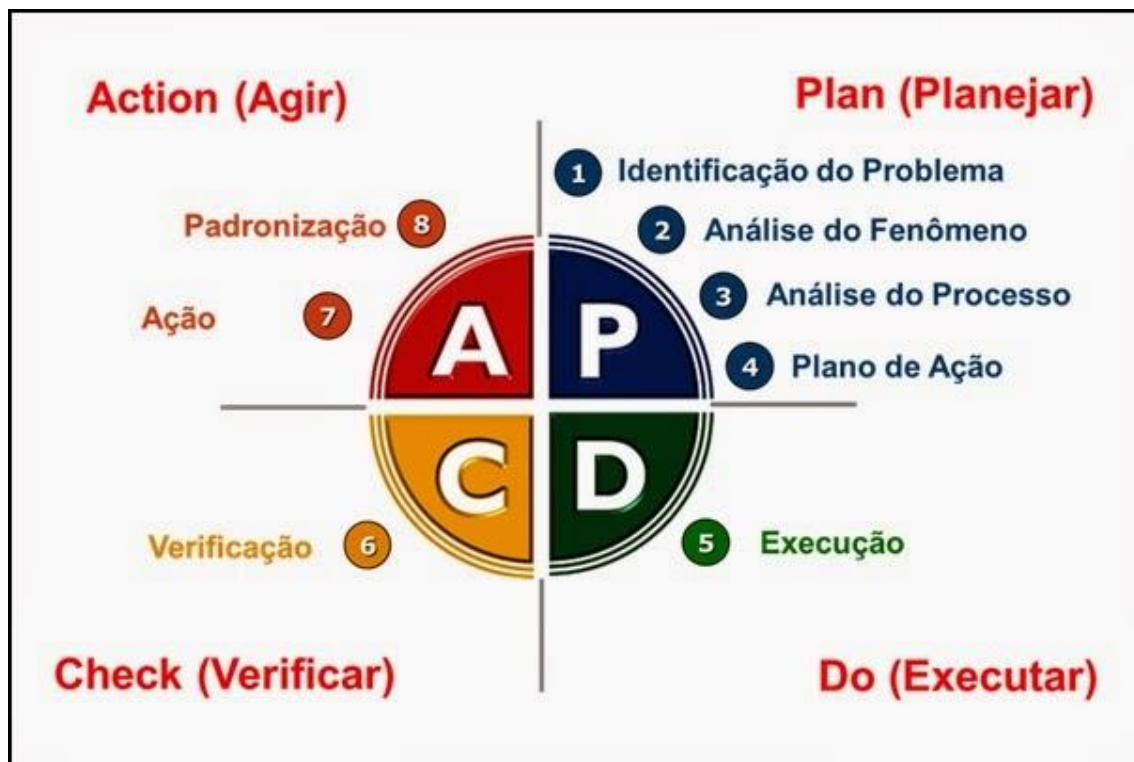 Action (Agir)
Plan (Planejar)
1 Identificação do Problema
2 Análise do Fenômeno
3 Análise do Processo
4 Plano de Ação
Padronização 8
Ação 7
A P
C D
Verificação 6
5 Execução
Check (Verificar)
Do (Executar)